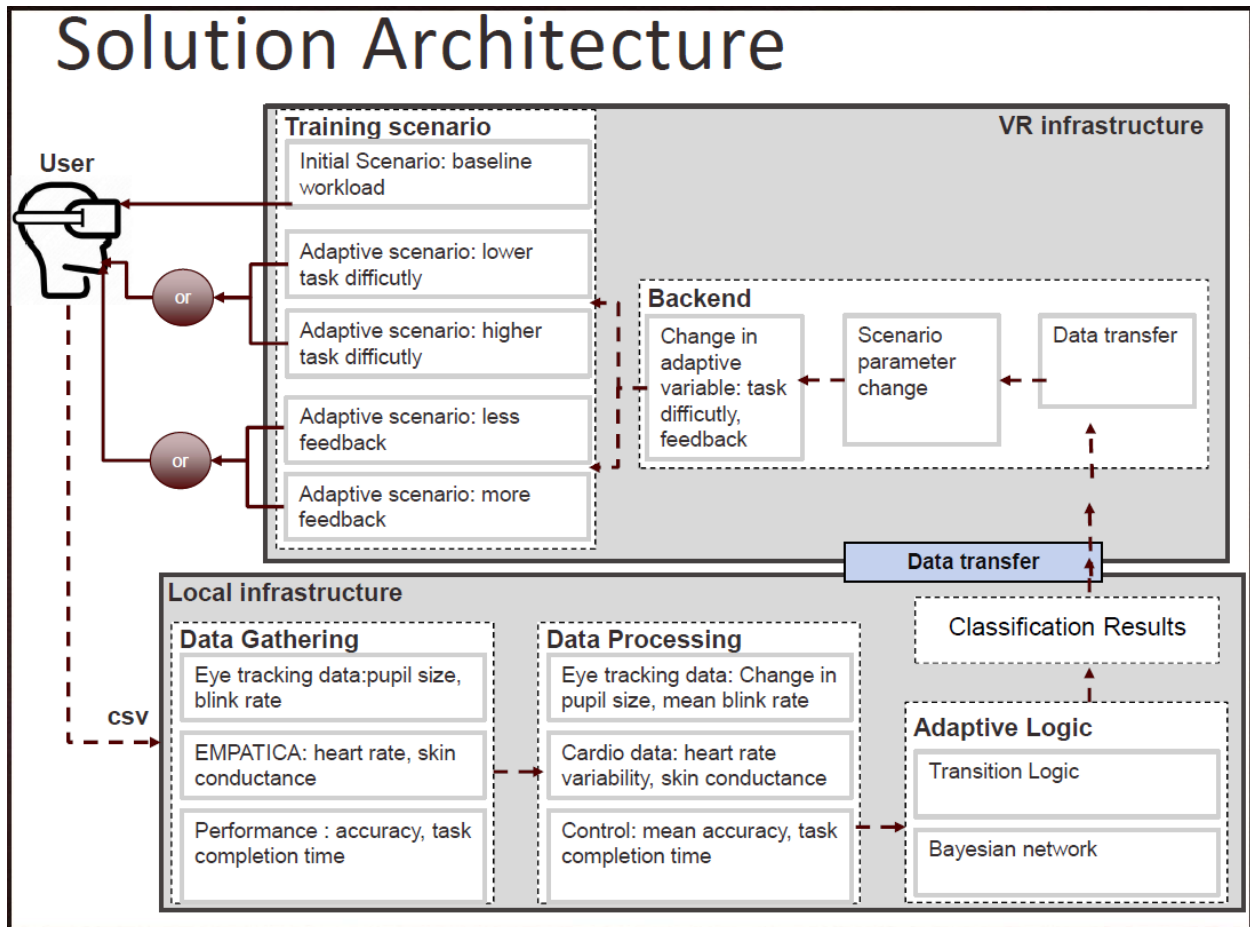 Solution Architecture
VR infrastructure
User
Training scenario
Initial Scenario: baseline
workload
Adaptive scenario: lower
task difficutly
or
Adaptive scenario: higher
task difficutly
Adaptive scenario: less
feedback
or
Adaptive scenario: more
feedback
Backend
Change in
adaptive
variable: task
difficutly,
feedback
Scenario
parameter
change
Data transfer
Data transfer
Local infrastructure
csv
Data Gathering
Eye tracking data:pupil size,
blink rate
EMPATICA: heart rate, skin
conductance
Performance : accuracy, task
completion time
Data Processing
Eye tracking data: Change in
pupil size, mean blink rate
Cardio data: heart rate
variability, skin conductance
Control: mean accuracy, task
completion time
Classification Results
Adaptive Logic
Transition Logic
Bayesian network